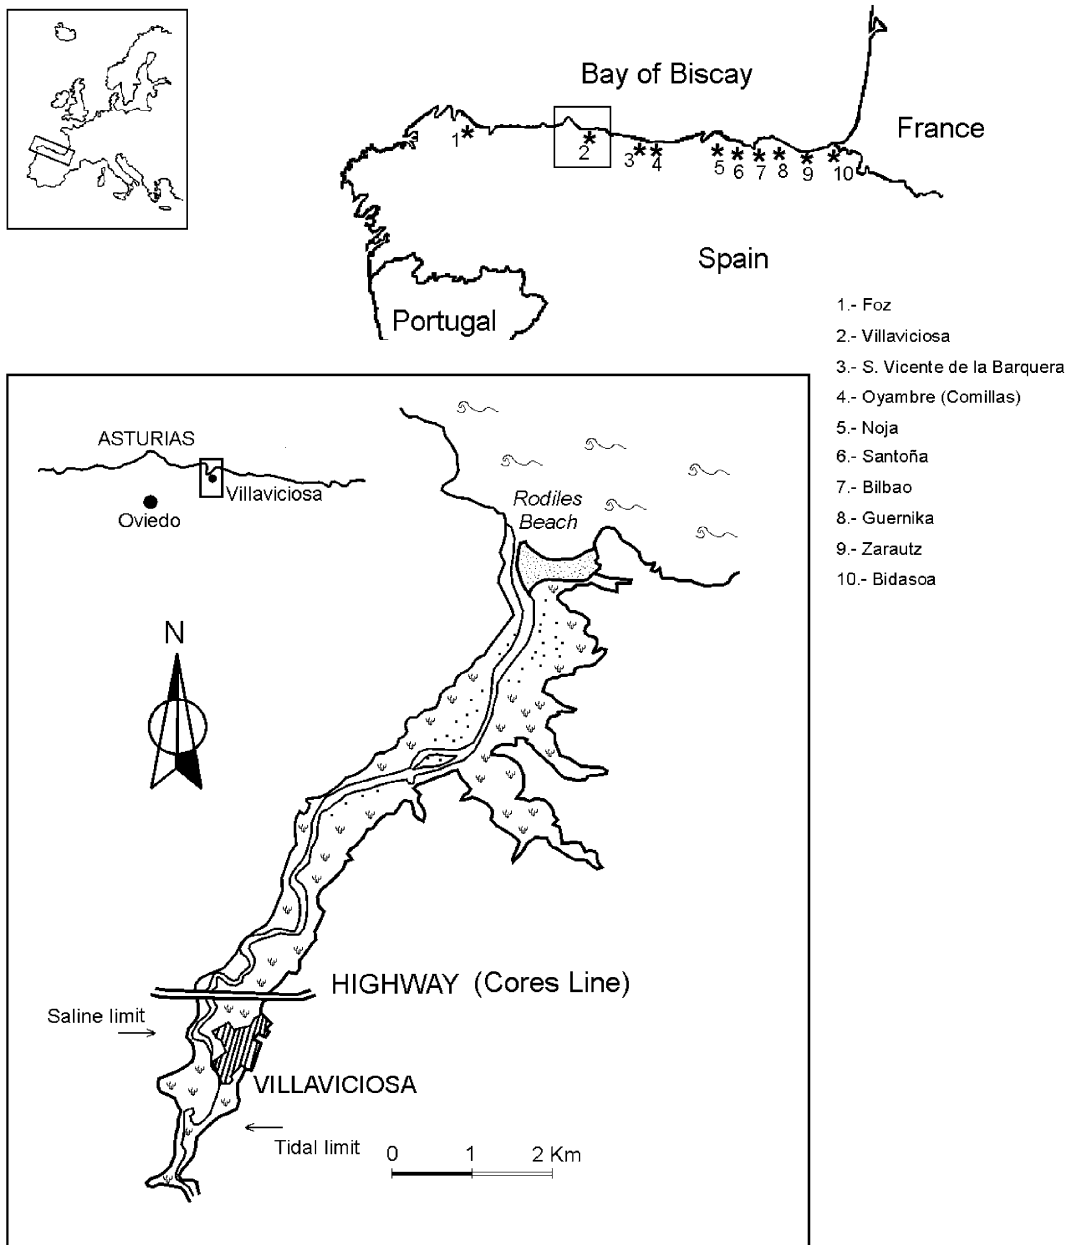 Bay of Biscay
France
1
2
3
4
5
6
7
8
9
10
Spain
Portugal
1.- Foz
2.- Villaviciosa
3.- S. Vicente de la Barquera
4.- Oyambre (Comillas)
5.- Noja
6.- Santoña
7.- Bilbao
8.- Guernika
9.- Zarautz
10.- Bidasoa
ASTURIAS
Villaviciosa
Oviedo
Rodiles
Beach
N
HIGHWAY (Cores Line)
Saline limit
VILLAVICIOSA
Tidal limit
0 1 2 Km